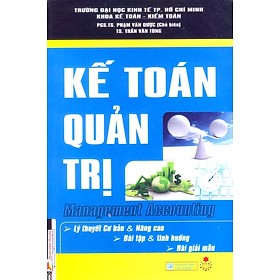 TRƯỜNG ĐẠI HỌC KINH TẾ TP. HỒ CHÍ MINH
KHOA KẾ TOÁN - KIỂM TOÁN
PGS.TS. PHẠM VĂN DƯỢC (Chủ biên)
TS. TRẦN VĂN TÙNG
KẾ TOÁN
QUẢN
TRỊ
Management Accounting
Lý thuyết Cơ bản & Nâng cao
Bài tập & tình huống
Bài giải mẫu